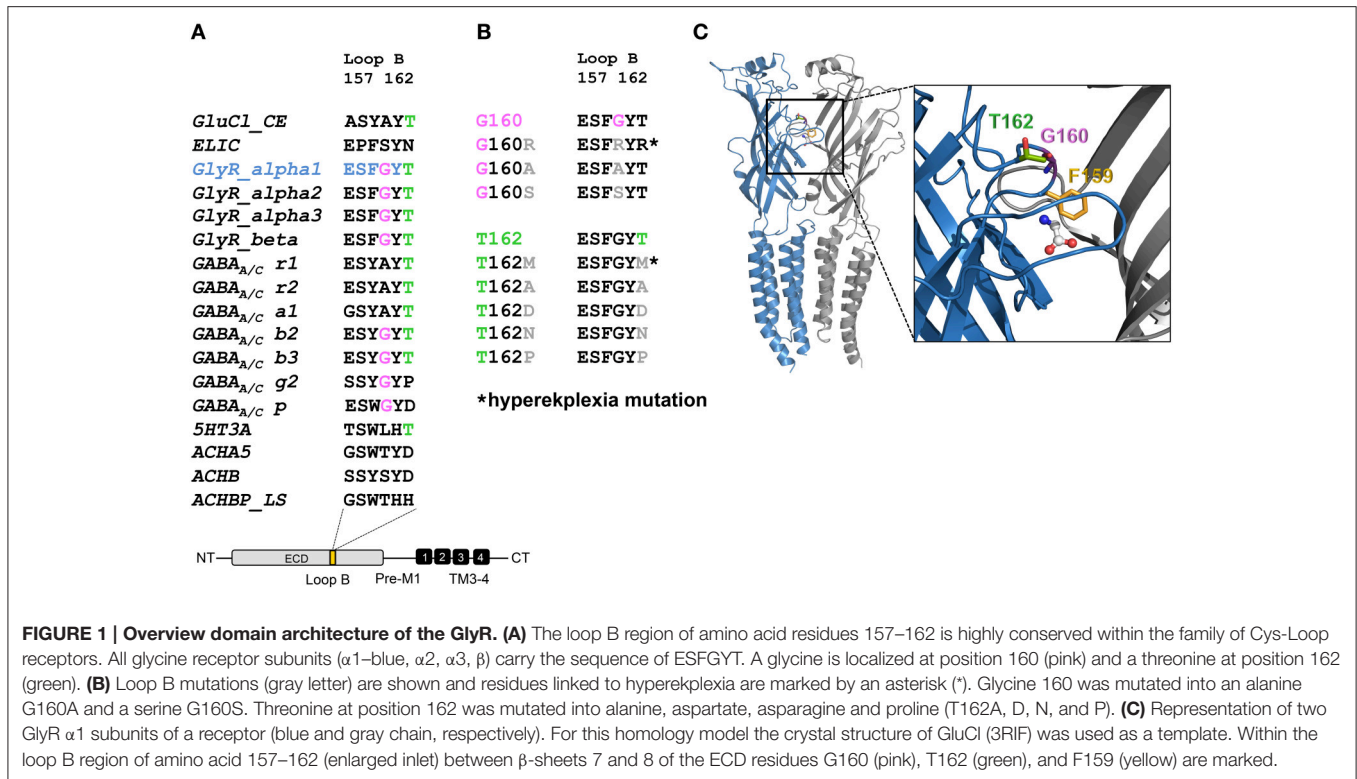 A
Loop B
157 162
GluCl_CE ASYAYT
ELIC EPFSYN
GlyR_alpha1 ESFGYT
GlyR_alpha2 ESFGYT
GlyR_alpha3 ESFGYT
GlyR_beta ESFGYT
GABAA/C r1 ESYAYT
GABAA/C r2 ESYAYT
GABAA/C a1 GSYAYT
GABAA/C b2 ESYGYT
GABAA/C b3 ESYGYT
GABAA/C g2 SSYGYP
GABAA/C p ESWGYD
5HT3A TSWLHT
ACHA5 GSWTYD
ACHB SSYSYD
ACHBP_LS GSWTHH
NT ECD 1 2 3 4 CT
Loop B Pre-M1 TM3-4
B
Loop B
157 162
G160 ESFGYT
G160R ESFRYR*
G160A ESFAYT
G160S ESFSYT
T162 ESFGYT
T162M ESFGYM*
T162A ESFGYA
T162D ESFGYD
T162N ESFGYN
T162P ESFGYP
*hyperekplexia mutation
C
T162
G160
F159
FIGURE 1 | Overview domain architecture of the GlyR. (A) The loop B region of amino acid residues 157–162 is highly conserved within the family of Cys-Loop
receptors. All glycine receptor subunits (α1–blue, α2, α3, β) carry the sequence of ESFGYT. A glycine is localized at position 160 (pink) and a threonine at position 162
(green). (B) Loop B mutations (gray letter) are shown and residues linked to hyperekplexia are marked by an asterisk (*). Glycine 160 was mutated into an alanine
G160A and a serine G160S. Threonine at position 162 was mutated into alanine, aspartate, asparagine and proline (T162A, D, N, and P). (C) Representation of two
GlyR α1 subunits of a receptor (blue and gray chain, respectively). For this homology model the crystal structure of GluCl (3RIF) was used as a template. Within the
loop B region of amino acid 157–162 (enlarged inlet) between β-sheets 7 and 8 of the ECD residues G160 (pink), T162 (green), and F159 (yellow) are marked.